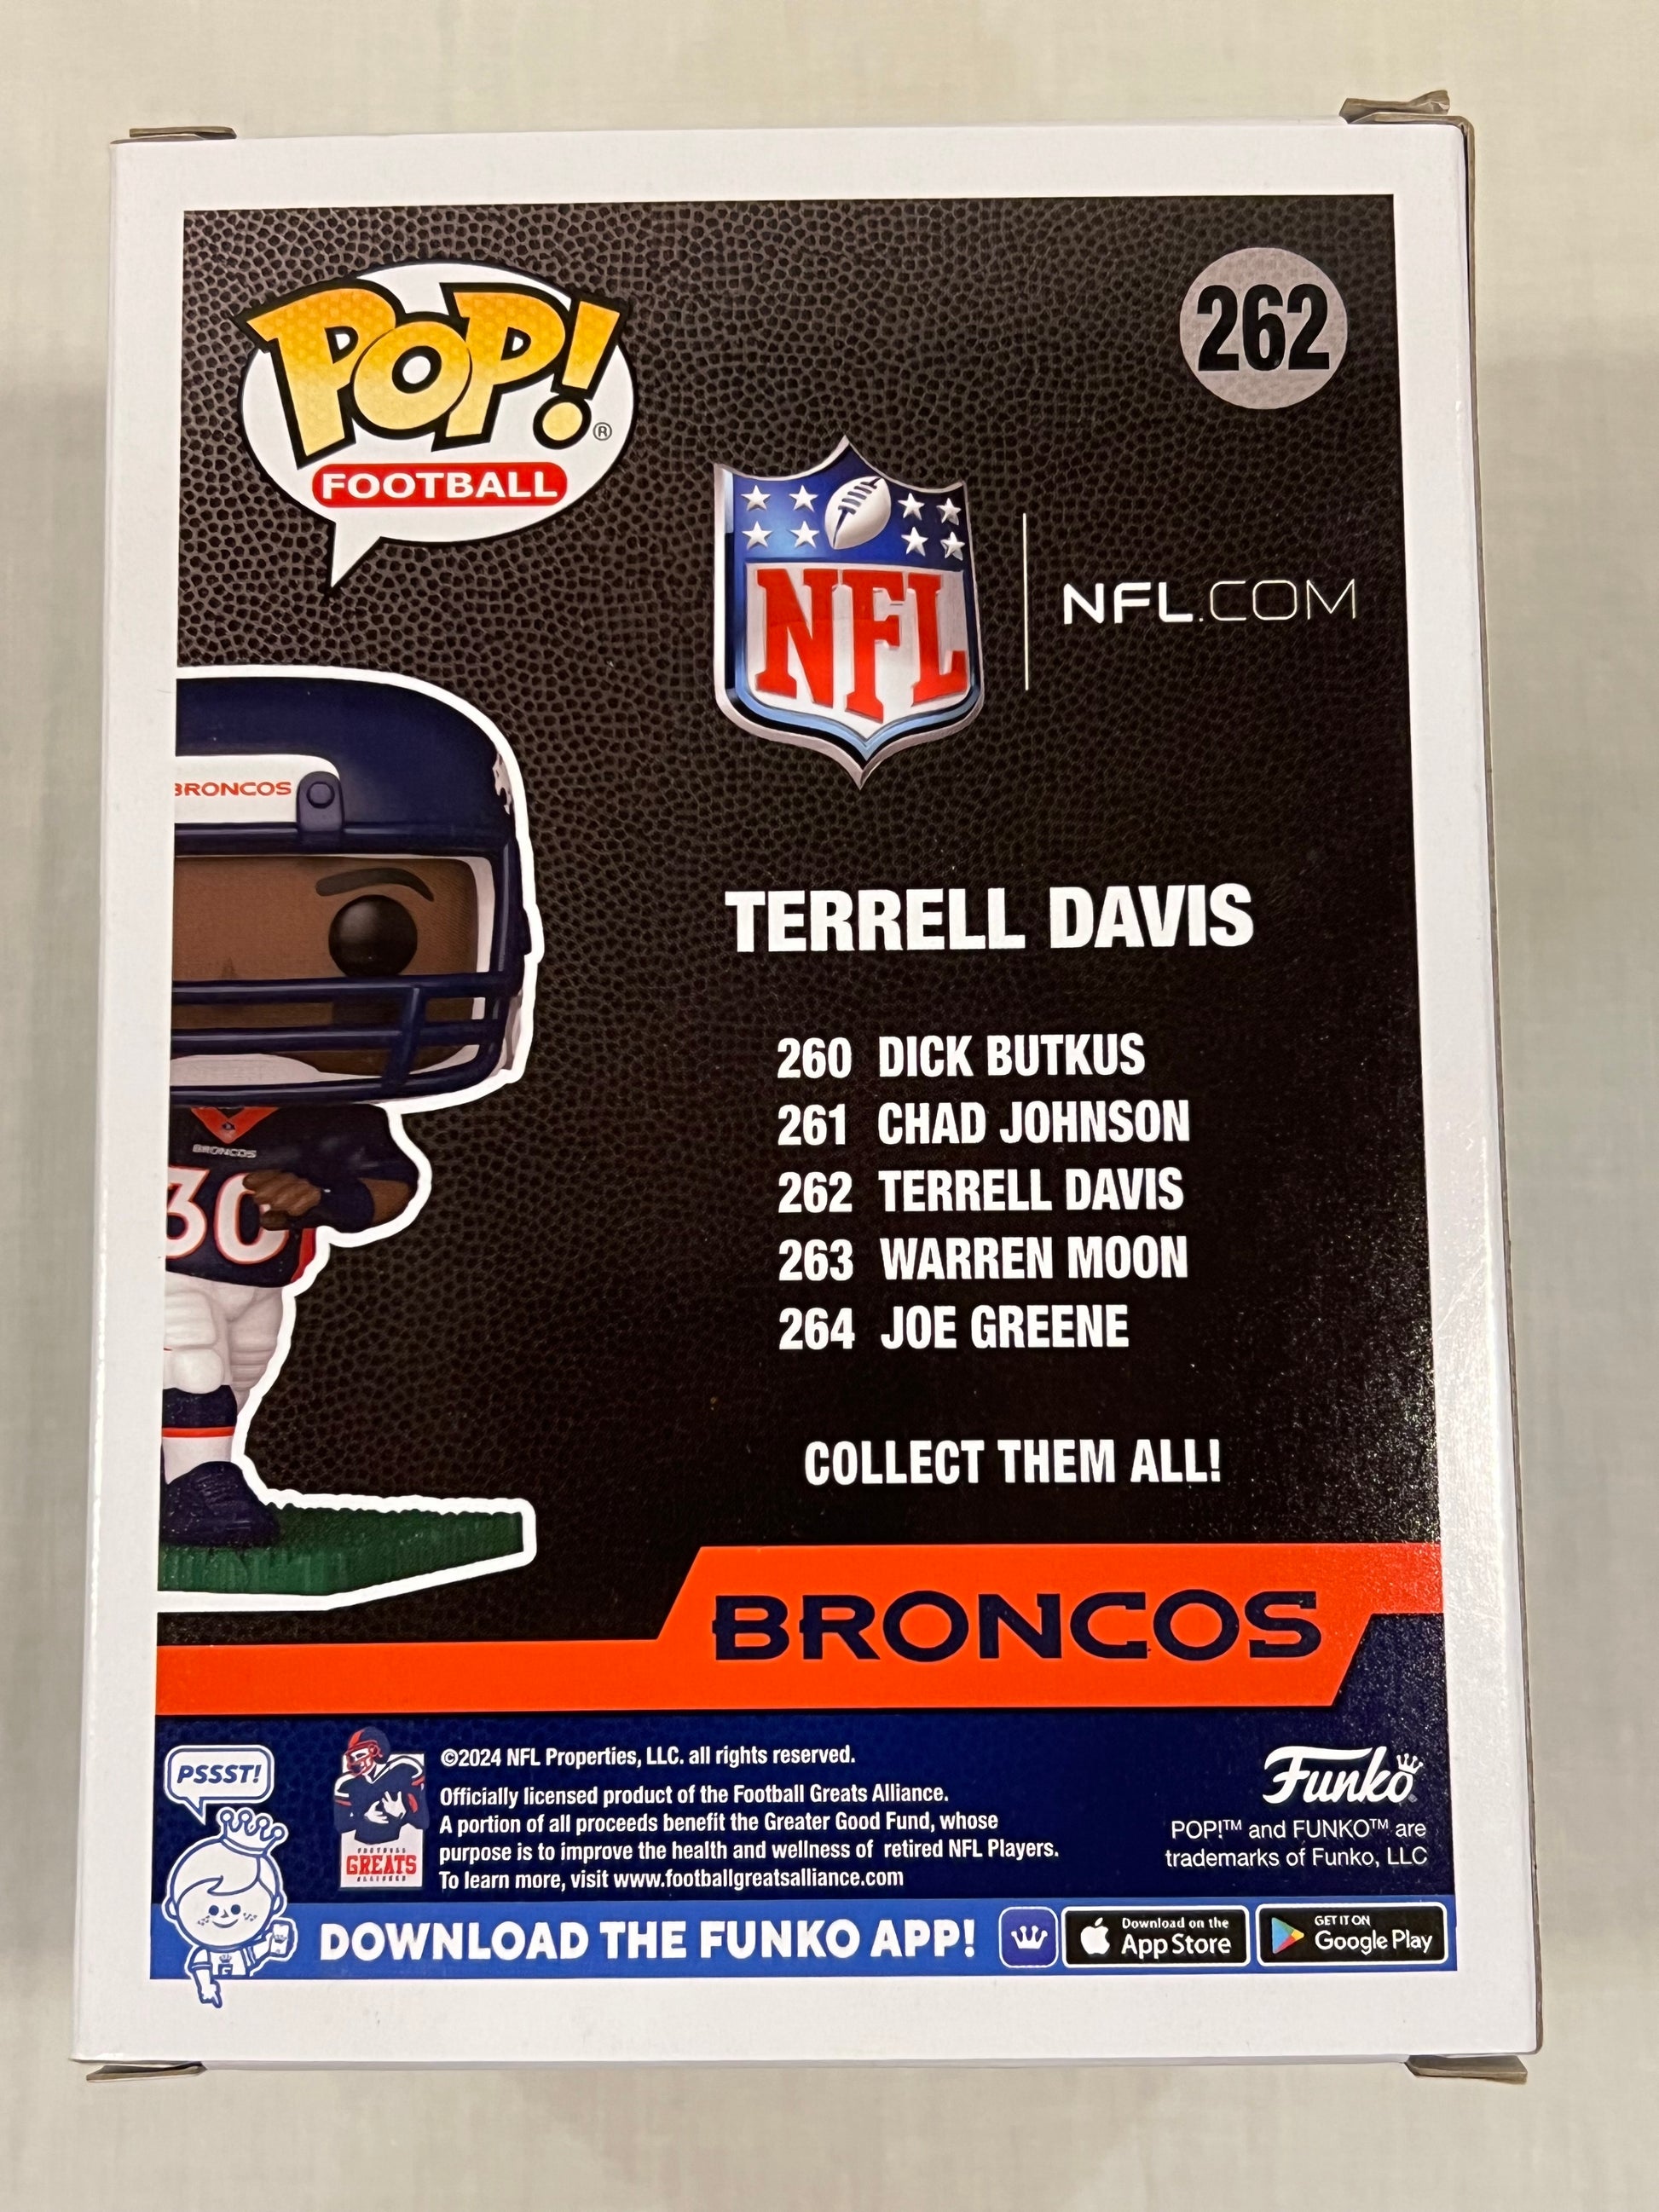 POP!®
FOOTBALL
262
NFL
NFL.COM
BRONCOS
BRONCOS
30
TERRELL DAVIS
260 DICK BUTKUS
261 CHAD JOHNSON
262 TERRELL DAVIS
263 WARREN MOON
264 JOE GREENE
COLLECT THEM ALL!
BRONCOS
PSSST!
FOOTBALL
GREATS
ALLIANCE
©2024 NFL Properties, LLC. all rights reserved.
Officially licensed product of the Football Greats Alliance.
A portion of all proceeds benefit the Greater Good Fund, whose
purpose is to improve the health and wellness of retired NFL Players.
To learn more, visit www.footballgreatsalliance.com
Funko
POP!™ and FUNKO™ are
trademarks of Funko, LLC
DOWNLOAD THE FUNKO APP!
Download on the
App Store
GET IT ON
Google Play